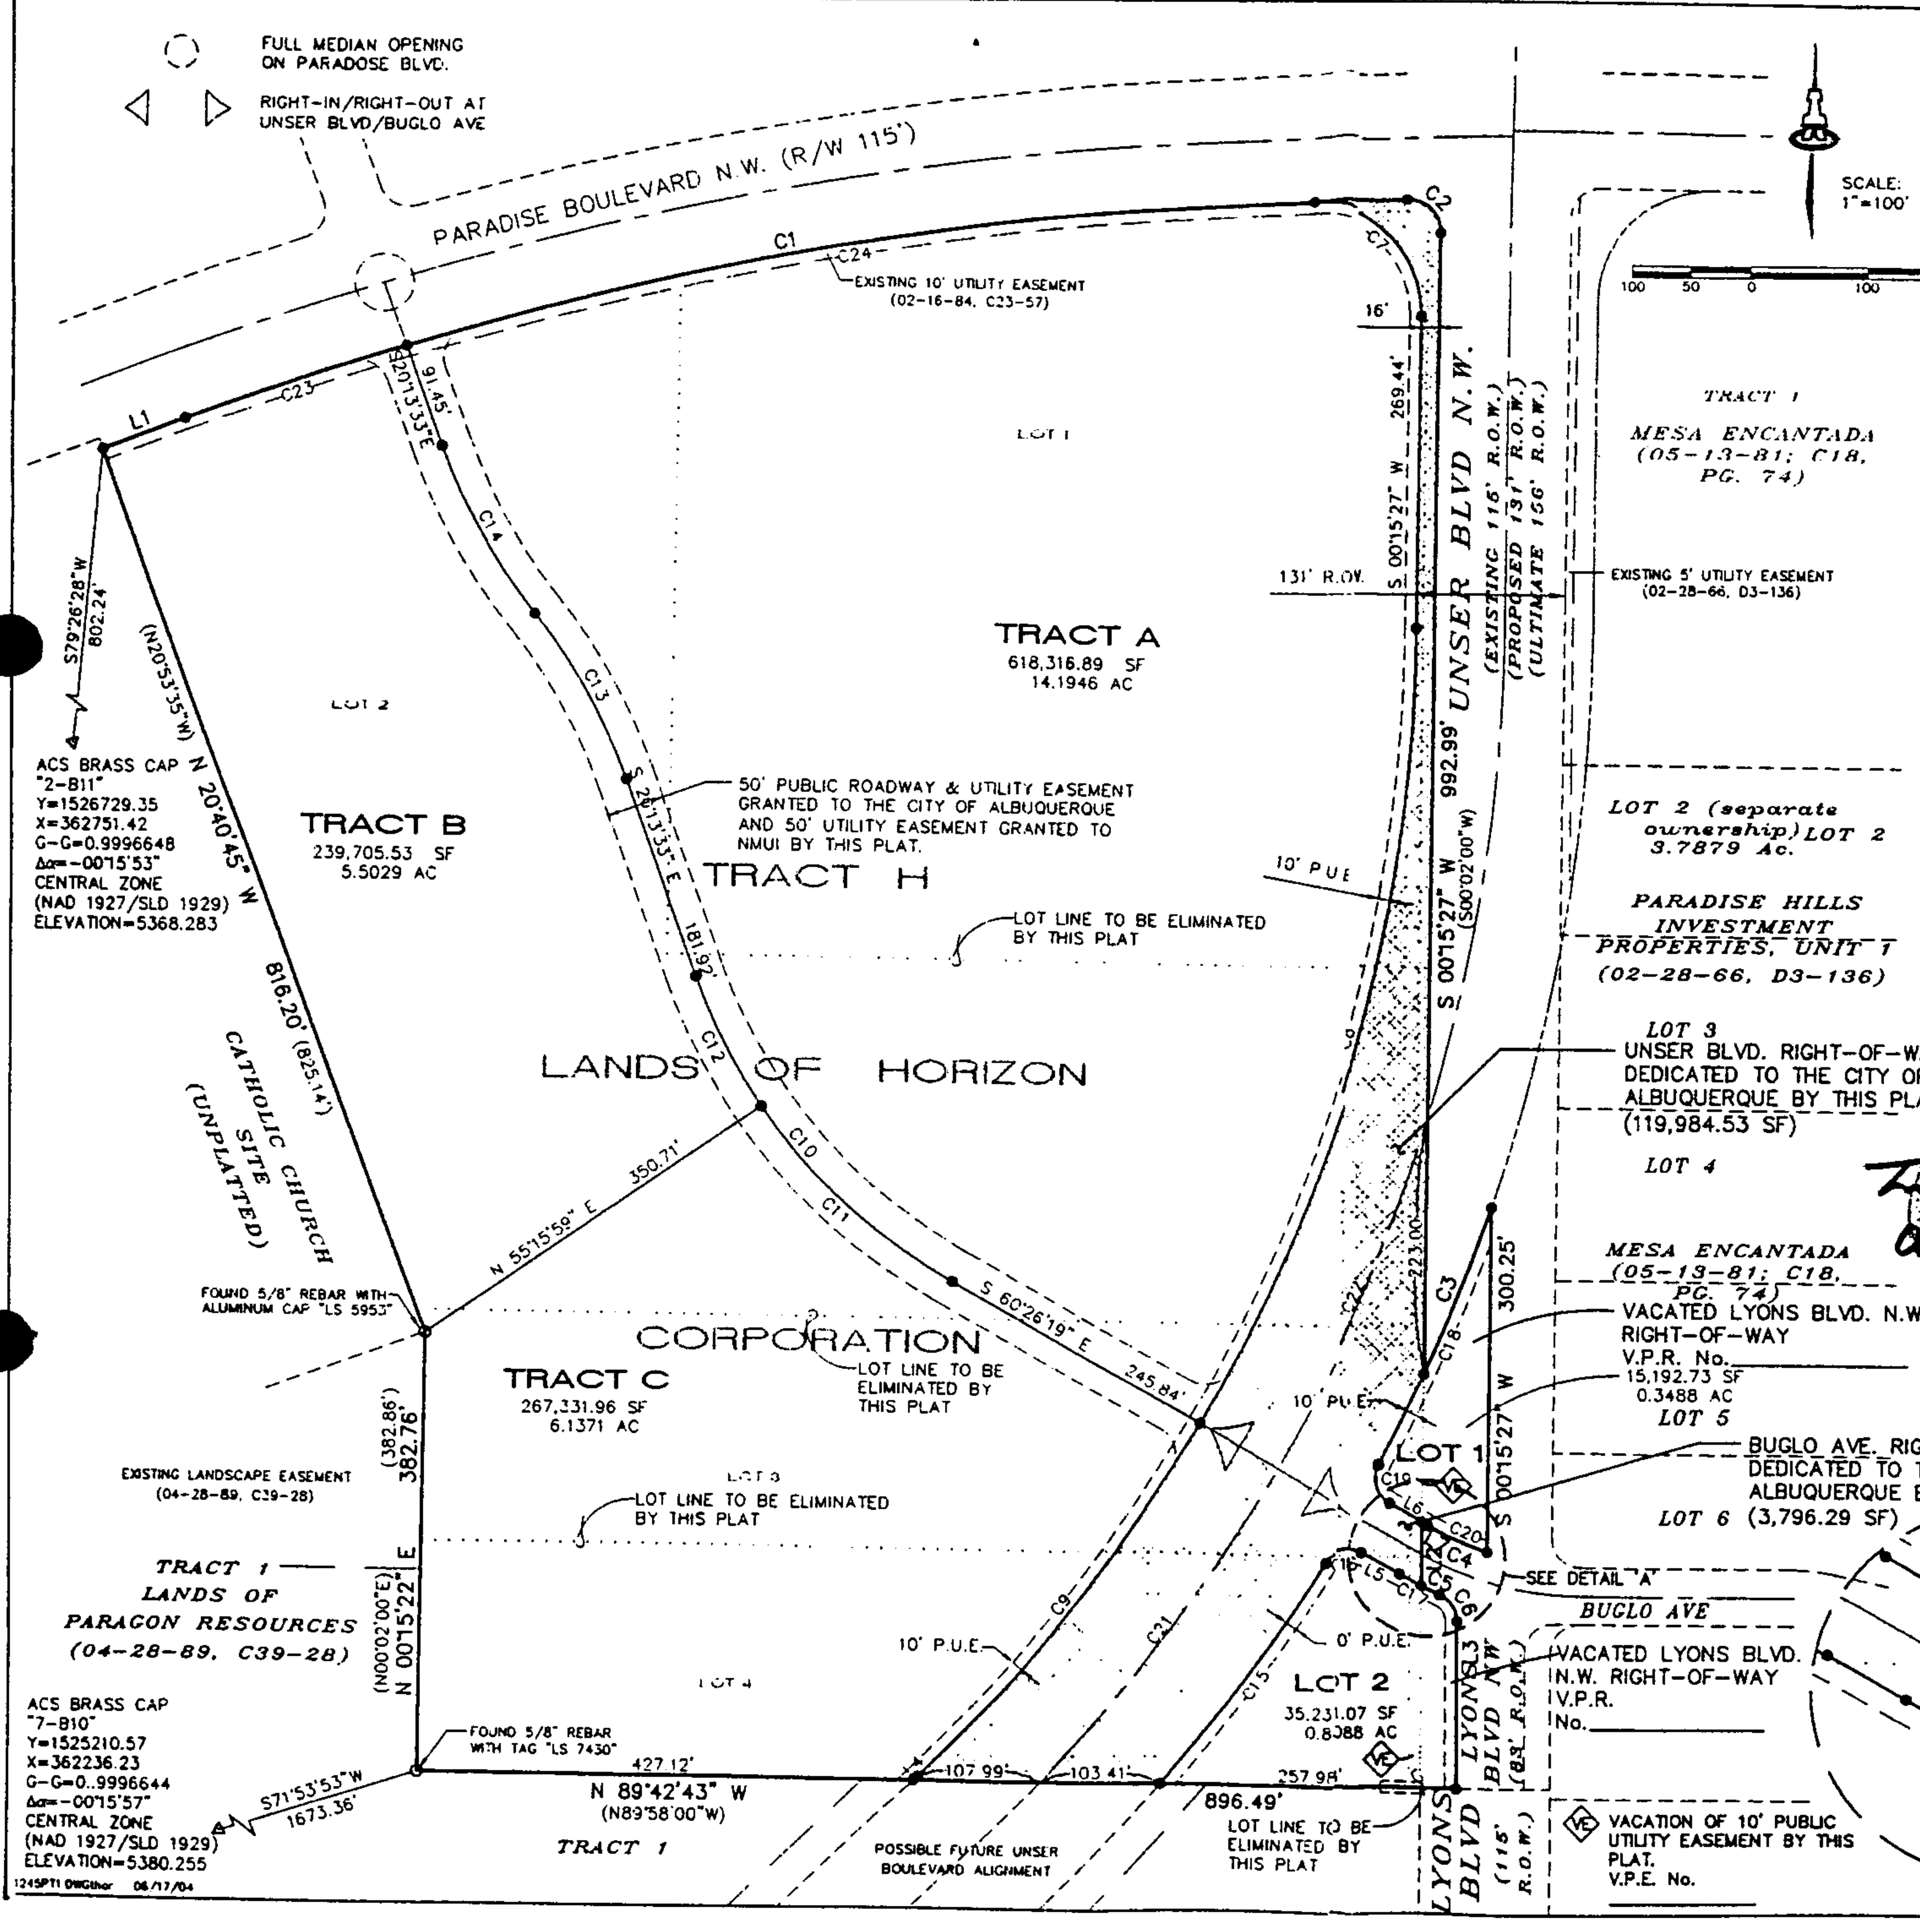 FULL MEDIAN OPENING
ON PARADOSE BLVD.
RIGHT-IN/RIGHT-OUT AT
UNSER BLVD/BUGLO AVE
PARADISE BOULEVARD N.W. (R/W 115')
SCALE:
1"=100'
100 50 0 100
C1
C24
C2
C7
EXISTING 10' UTILITY EASEMENT
(02-16-84, C23-57)
16'
L1
C23
S20°13'33"E
91.45'
C14
LOT 1
S 00°15'27" W 269.44'
UNSER BLVD N.W.
(EXISTING 115' R.O.W.)
(PROPOSED 131' R.O.W.)
(ULTIMATE 156' R.O.W.)
TRACT 1
MESA ENCANTADA
(05-13-81; C18,
PG. 74)
131' R.OW.
EXISTING 5' UTILITY EASEMENT
(02-28-66, D3-136)
S79°26'28"W
802.24'
(N20°53'35"W)
N 20°40'45" W
816.20' (825.14')
TRACT A
618,316.89 SF
14.1946 AC
LOT 2
C13
ACS BRASS CAP
"2-B11"
Y=1526729.35
X=362751.42
G-G=0.9996648
Δα=-00°15'53"
CENTRAL ZONE
(NAD 1927/SLD 1929)
ELEVATION=5368.283
TRACT B
239,705.53 SF
5.5029 AC
50' PUBLIC ROADWAY & UTILITY EASEMENT
GRANTED TO THE CITY OF ALBUQUERQUE
AND 50' UTILITY EASEMENT GRANTED TO
NMUI BY THIS PLAT.
TRACT H
181.92'
S 00°15'27" W 992.99'
(S00°02'00"W)
LOT 2 (separate
ownership) LOT 2
3.7879 Ac.
10' PUE
LOT LINE TO BE ELIMINATED
BY THIS PLAT
PARADISE HILLS
INVESTMENT
PROPERTIES, UNIT 1
(02-28-66, D3-136)
C12
LANDS OF HORIZON
LOT 3
UNSER BLVD. RIGHT-OF-W
DEDICATED TO THE CITY OF
ALBUQUERQUE BY THIS PLA
(119,984.53 SF)
LOT 4
CATHOLIC CHURCH
SITE
(UNPLATTED)
C10
C11
N 55°15'59" E 350.71'
223.00'
C3
C18
300.25'
MESA ENCANTADA
(05-13-81; C18,
PG. 74)
FOUND 5/8" REBAR WITH
ALUMINUM CAP "LS 5953"
S 60°26'19" E 245.84'
CORPORATION
LOT LINE TO BE
ELIMINATED BY
THIS PLAT
VACATED LYONS BLVD. N.W
RIGHT-OF-WAY
V.P.R. No.
15,192.73 SF
0.3488 AC
LOT 5
TRACT C
267,331.96 SF
6.1371 AC
10' PUE
LOT 1
C19
VE
L6
C20
C4
S 00°15'27" W
BUGLO AVE. RIG
DEDICATED TO T
ALBUQUERQUE B
LOT 6 (3,796.29 SF)
(382.86')
382.76'
EXISTING LANDSCAPE EASEMENT
(04-28-89, C39-28)
LOT 3
LOT LINE TO BE ELIMINATED
BY THIS PLAT
L5
C17
C5
C6
SEE DETAIL 'A'
BUGLO AVE
TRACT 1
LANDS OF
PARAGON RESOURCES
(04-28-89, C39-28)
(N00°02'00"E)
N 00°15'22" E
C9
C21
C15
10' P.U.E.
0' P.U.E.
LOT 4
LOT 2
35,231.07 SF
VE
VACATED LYONS BLVD.
N.W. RIGHT-OF-WAY
V.P.R.
No.
ACS BRASS CAP
"7-B10"
Y=1525210.57
X=362236.23
G-G=0..9996644
Δα=-00°15'57"
CENTRAL ZONE
(NAD 1927/SLD 1929)
ELEVATION=5380.255
FOUND 5/8" REBAR
WITH TAG "LS 7430"
S71°53'53"W
1673.36'
427.12'
107.99'
103.41'
257.98'
N 89°42'43" W
896.49'
(N89°58'00"W)
TRACT 1
POSSIBLE FUTURE UNSER
BOULEVARD ALIGNMENT
LOT LINE TO BE
ELIMINATED BY
THIS PLAT
LYONS
BLVD
(115'
R.O.W.)
VE
VACATION OF 10' PUBLIC
UTILITY EASEMENT BY THIS
PLAT.
V.P.E. No.
06/17/04